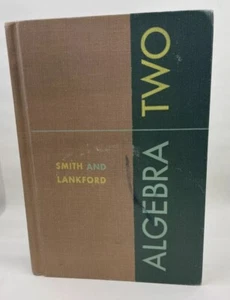 SMITH AND
LANKFORD
ALGEBRA TWO